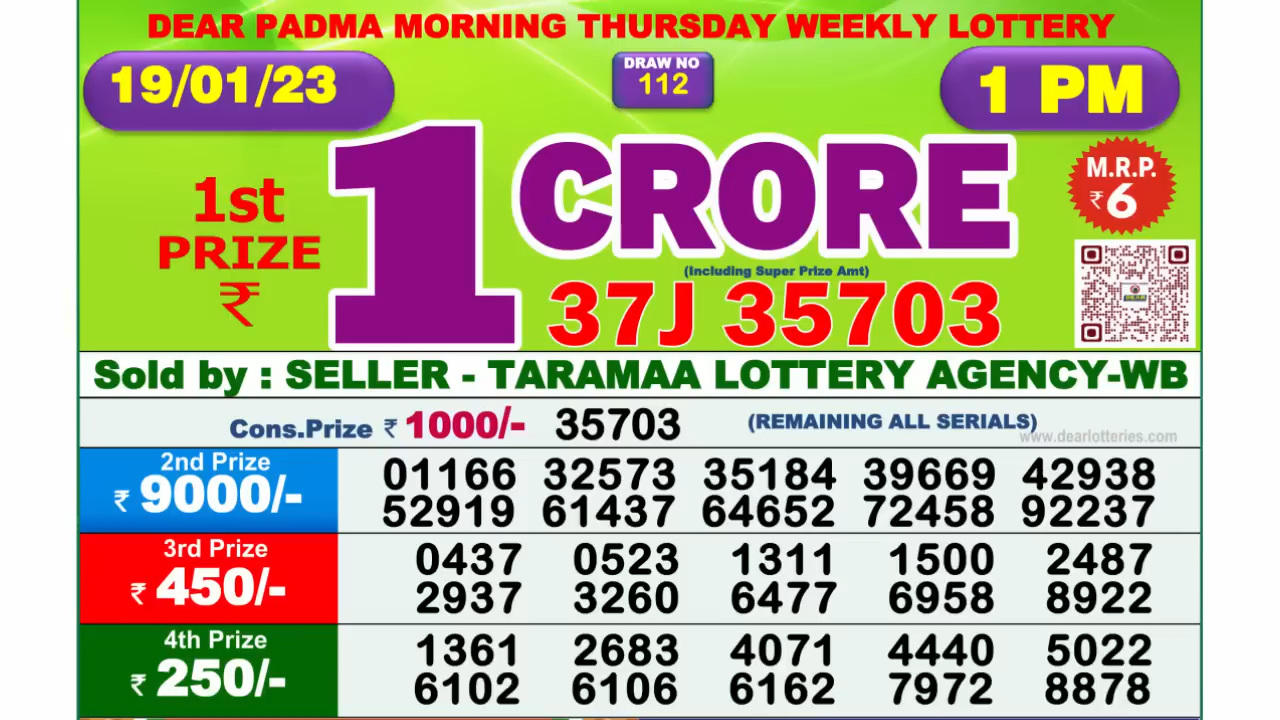 DEAR PADMA MORNING THURSDAY WEEKLY LOTTERY
19/01/23
DRAW NO
112
1 PM
1st
PRIZE
₹
1 CRORE
(Including Super Prize Amt)
37J 35703
M.R.P.
₹6
Sold by : SELLER - TARAMAA LOTTERY AGENCY-WB
Cons.Prize ₹ 1000/- 35703 (REMAINING ALL SERIALS)
www.dearlotteries.com
2nd Prize
₹ 9000/-
01166 32573 35184 39669 42938
52919 61437 64652 72458 92237
3rd Prize
₹ 450/-
0437 0523 1311 1500 2487
2937 3260 6477 6958 8922
4th Prize
₹ 250/-
1361 2683 4071 4440 5022
6102 6106 6162 7972 8878